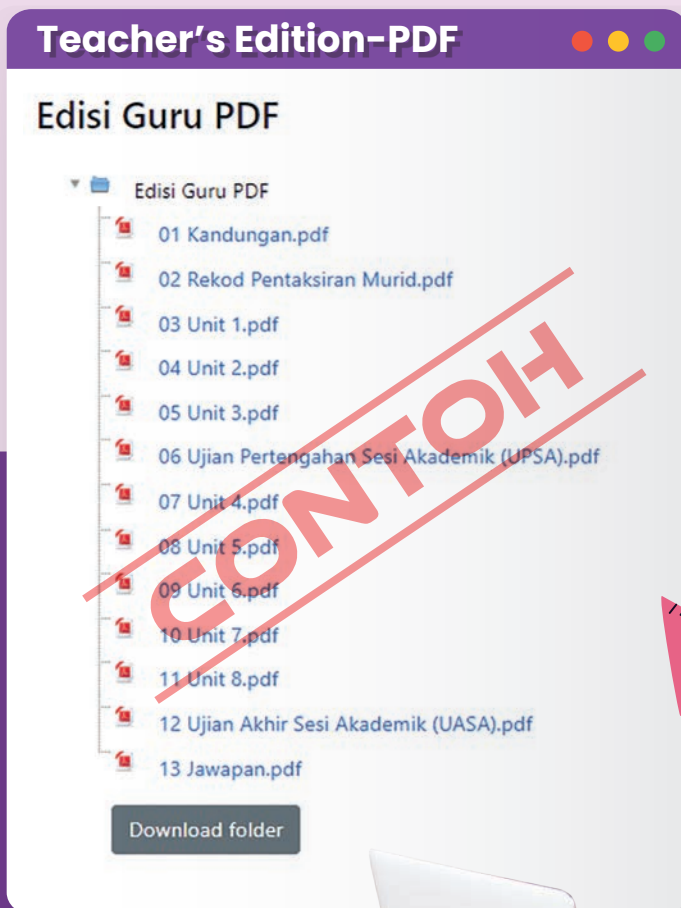 Teacher's Edition-PDF
Edisi Guru PDF
Edisi Guru PDF
01 Kandungan.pdf
02 Rekod Pentaksiran Murid.pdf
03 Unit 1.pdf
04 Unit 2.pdf
05 Unit 3.pdf
06 Ujian Pertengahan Sesi Akademik (UPSA).pdf
07 Unit 4.pdf
08 Unit 5.pdf
09 Unit 6.pdf
10 Unit 7.pdf
11 Unit 8.pdf
12 Ujian Akhir Sesi Akademik (UASA).pdf
13 Jawapan.pdf
Download folder
CONTOH